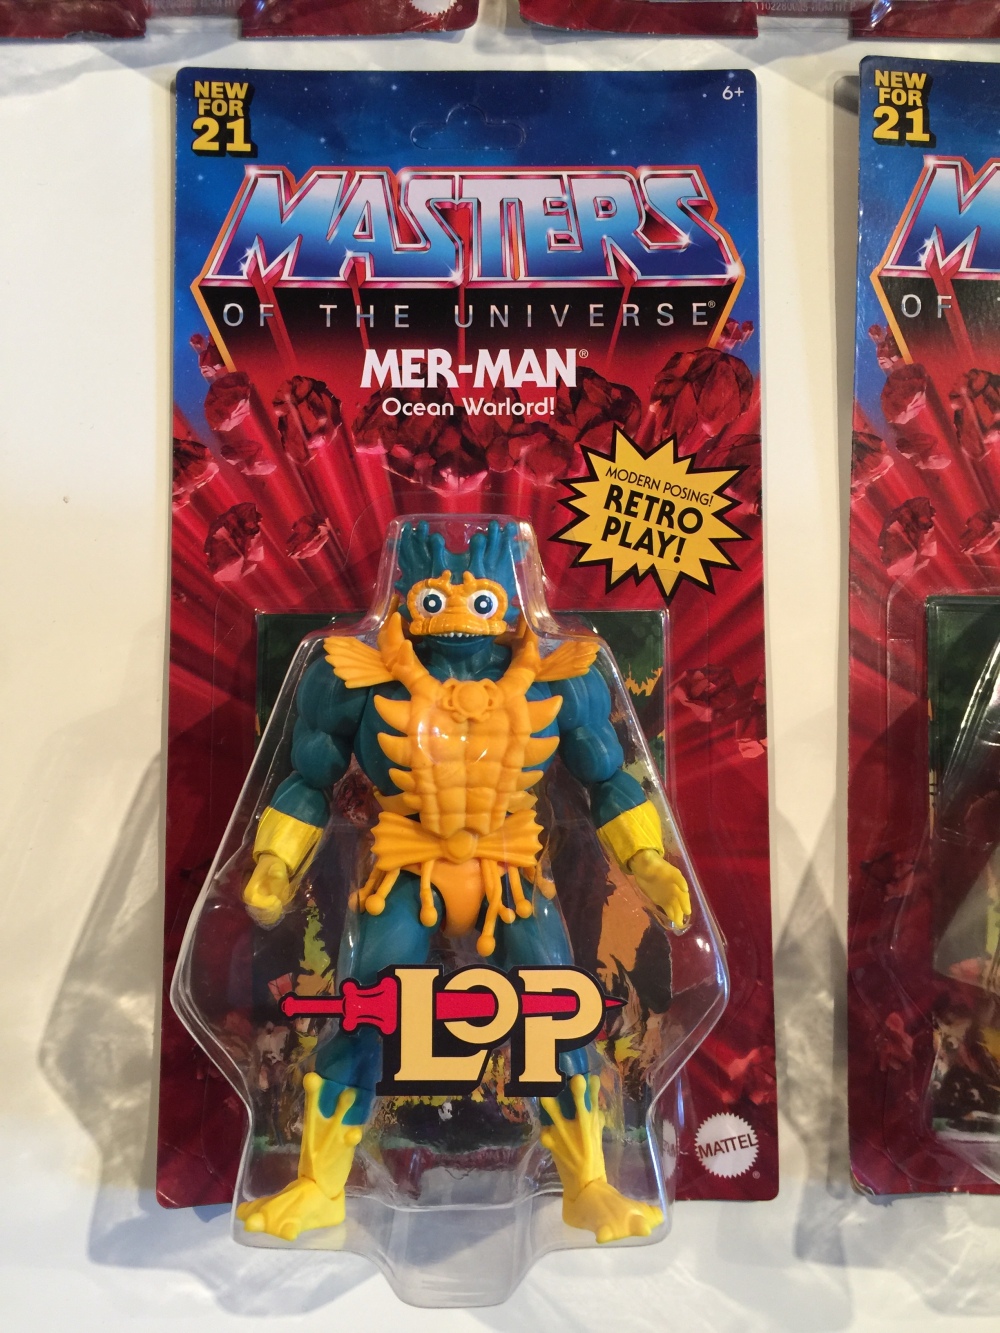 NEW
FOR
21
6+
MASTERS
OF THE UNIVERSE®
MER-MAN®
Ocean Warlord!
MODERN POSING!
RETRO
PLAY!
LOP
MATTEL
®
NEW
FOR
21
M
OF